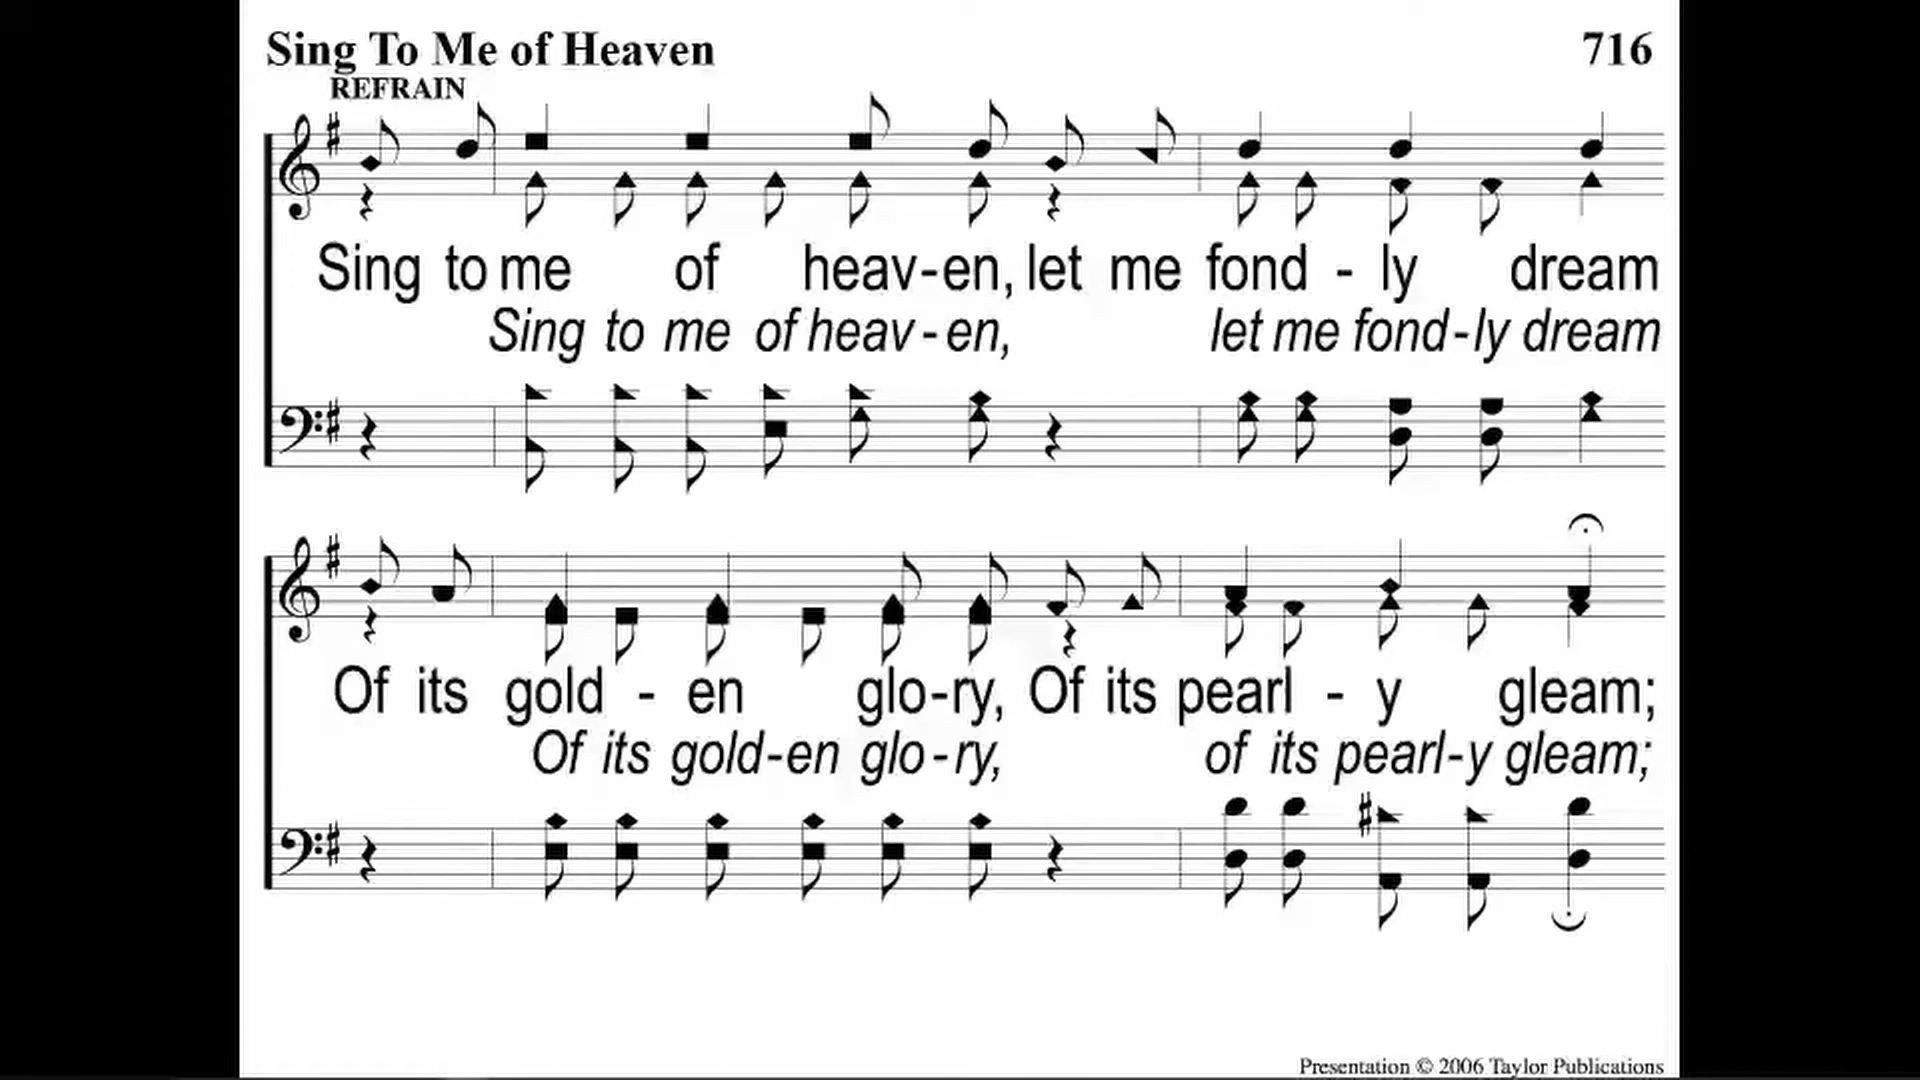 Sing To Me of Heaven 716
REFRAIN
Sing to me of heav-en, let me fond - ly dream
Sing to me of heav-en, let me fond-ly dream
Of its gold - en glo-ry, Of its pearl - y gleam;
Of its gold-en glo-ry, of its pearl-y gleam;
Presentation © 2006 Taylor Publications